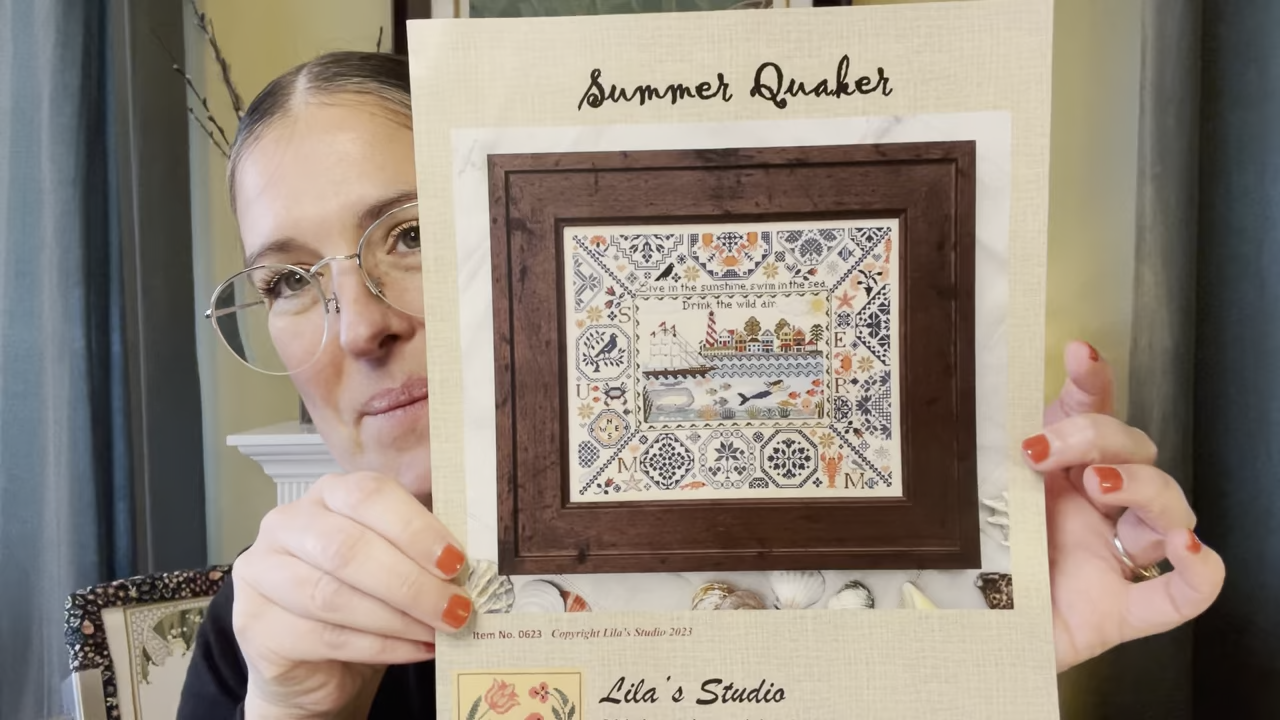 Summer Quaker
Live in the sunshine, swim in the sea,
Drink the wild air.
S
U
M
M
E
R
N
W E
S
Item No. 0623 Copyright Lila's Studio 2023
Lila's Studio